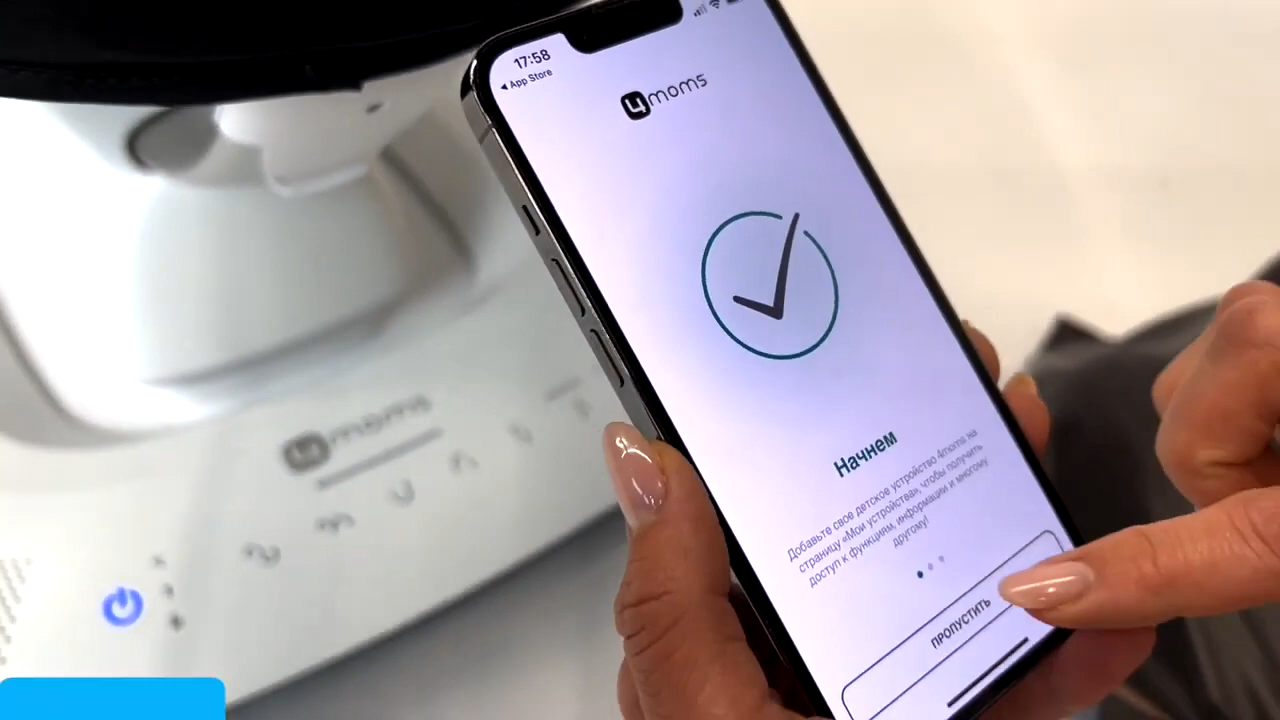 17:58
◀ App Store
4moms
Начнем
Добавьте свое детское устройство 4moms на
страницу «Мои устройства», чтобы получить
доступ к функциям, информации и многому
другому!
ПРОПУСТИТЬ
4moms